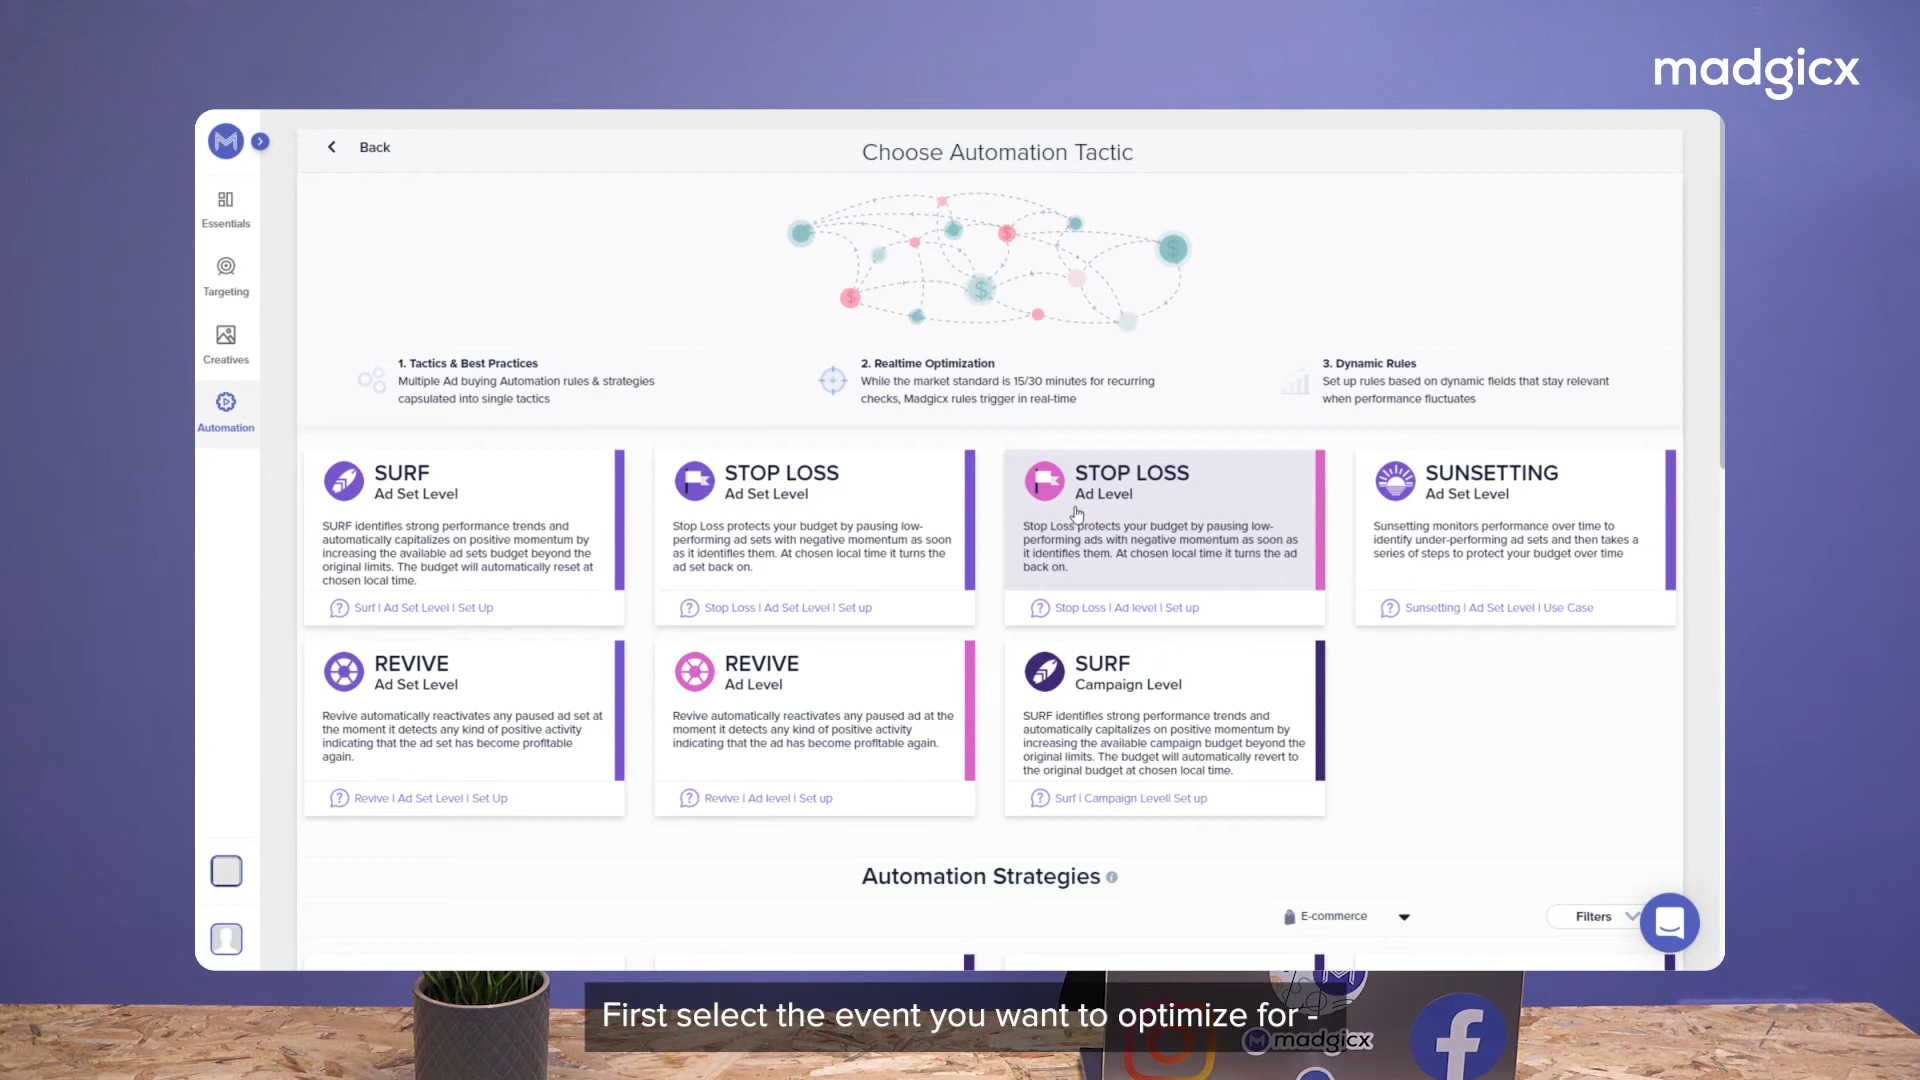 madgicx
Back
Choose Automation Tactic
Essentials
Targeting
Creatives
Automation
1. Tactics & Best Practices
Multiple Ad buying Automation rules & strategies
capsulated into single tactics
2. Realtime Optimization
While the market standard is 15/30 minutes for recurring
checks, Madgicx rules trigger in real-time
3. Dynamic Rules
Set up rules based on dynamic fields that stay relevant
when performance fluctuates
SURF
Ad Set Level
SURF identifies strong performance trends and
automatically capitalizes on positive momentum by
increasing the available ad sets budget beyond the
original limits. The budget will automatically reset at
chosen local time.
Surf | Ad Set Level | Set Up
STOP LOSS
Ad Set Level
Stop Loss protects your budget by pausing low-
performing ad sets with negative momentum as soon
as it identifies them. At chosen local time it turns the
ad set back on.
Stop Loss | Ad Set Level | Set up
STOP LOSS
Ad Level
Stop Loss protects your budget by pausing low-
performing ads with negative momentum as soon as
it identifies them. At chosen local time it turns the ad
back on.
Stop Loss | Ad level | Set up
SUNSETTING
Ad Set Level
Sunsetting monitors performance over time to
identify under-performing ad sets and then takes a
series of steps to protect your budget over time
Sunsetting | Ad Set Level | Use Case
REVIVE
Ad Set Level
Revive automatically reactivates any paused ad set at
the moment it detects any kind of positive activity
indicating that the ad set has become profitable
again.
Revive | Ad Set Level | Set Up
REVIVE
Ad Level
Revive automatically reactivates any paused ad at the
moment it detects any kind of positive activity
indicating that the ad has become profitable again.
Revive | Ad level | Set up
SURF
Campaign Level
SURF identifies strong performance trends and
automatically capitalizes on positive momentum by
increasing the available campaign budget beyond the
original limits. The budget will automatically revert to
the original budget at chosen local time.
Surf | Campaign Level| Set up
Automation Strategies
E-commerce
Filters
First select the event you want to optimize for -
madgicx